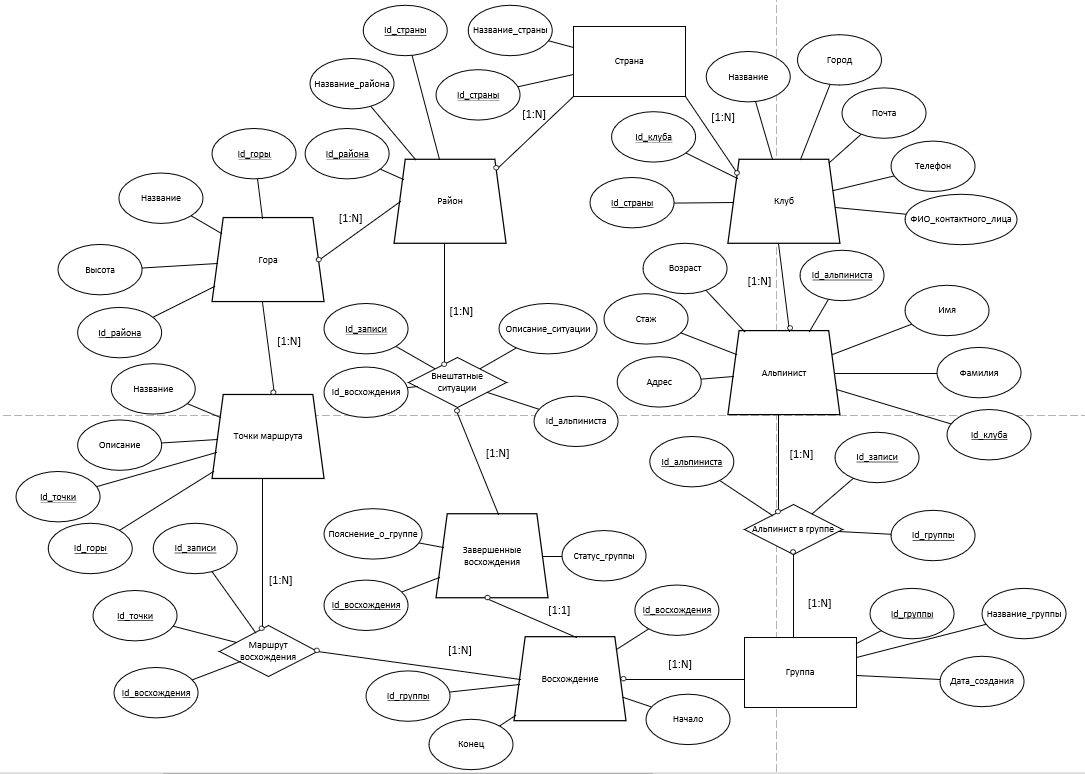 Id_страны
Название_страны
Страна
Название_района
Id_страны
[1:N]
[1:N]
Название
Город
Почта
Id_клуба
Телефон
Id_горы
Id_района
Название
Район
[1:N]
Id_страны
Клуб
ФИО_контактного_лица
Гора
Высота
Id_района
[1:N]
[1:N]
Возраст
[1:N]
Id_альпиниста
Имя
Стаж
Id_записи
Описание_ситуации
Внештатные
ситуации
Id_восхождения
Id_альпиниста
Адрес
Альпинист
Фамилия
Id_клуба
Название
Описание
Точки маршрута
Id_точки
Id_горы
[1:N]
[1:N]
Id_альпиниста
Id_записи
Альпинист в группе
Id_группы
Id_записи
Пояснение_о_группе
Завершенные
восхождения
Статус_группы
Id_восхождения
[1:N]
[1:1]
[1:N]
Id_восхождения
Id_группы
Название_группы
Id_точки
Маршрут
восхождения
Id_восхождения
[1:N]
[1:N]
Id_группы
Восхождение
Группа
Дата_создания
Начало
Конец